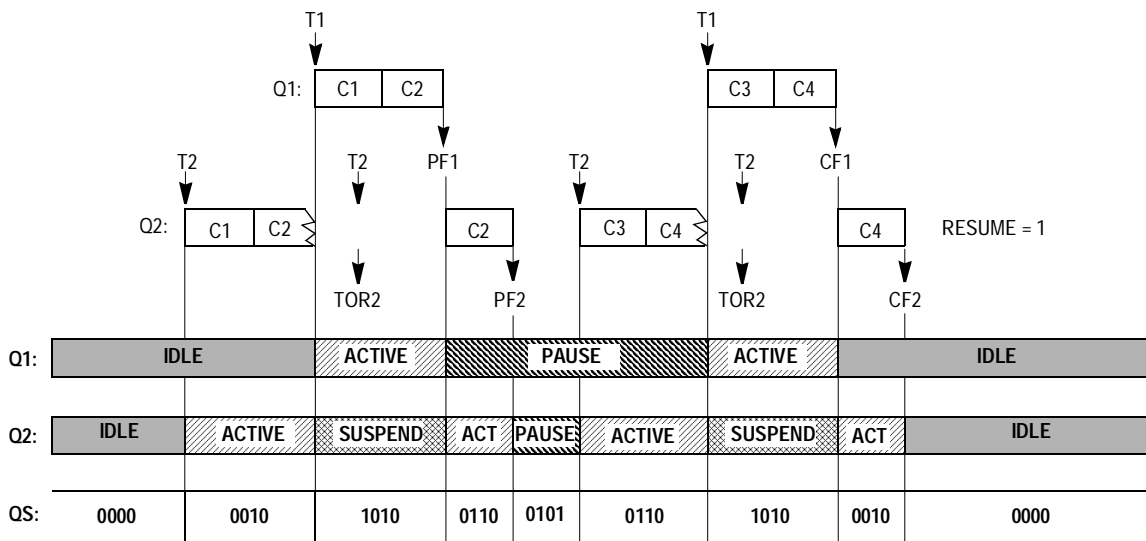 T1 T1
Q1: C1 C2 C3 C4
T2 T2 PF1 T2 T2 CF1
Q2: C1 C2 C2 C3 C4 C4 RESUME = 1
TOR2 PF2 TOR2 CF2
Q1: IDLE ACTIVE PAUSE ACTIVE IDLE
Q2: IDLE ACTIVE SUSPEND ACT PAUSE ACTIVE SUSPEND ACT IDLE
QS: 0000 0010 1010 0110 0101 0110 1010 0010 0000